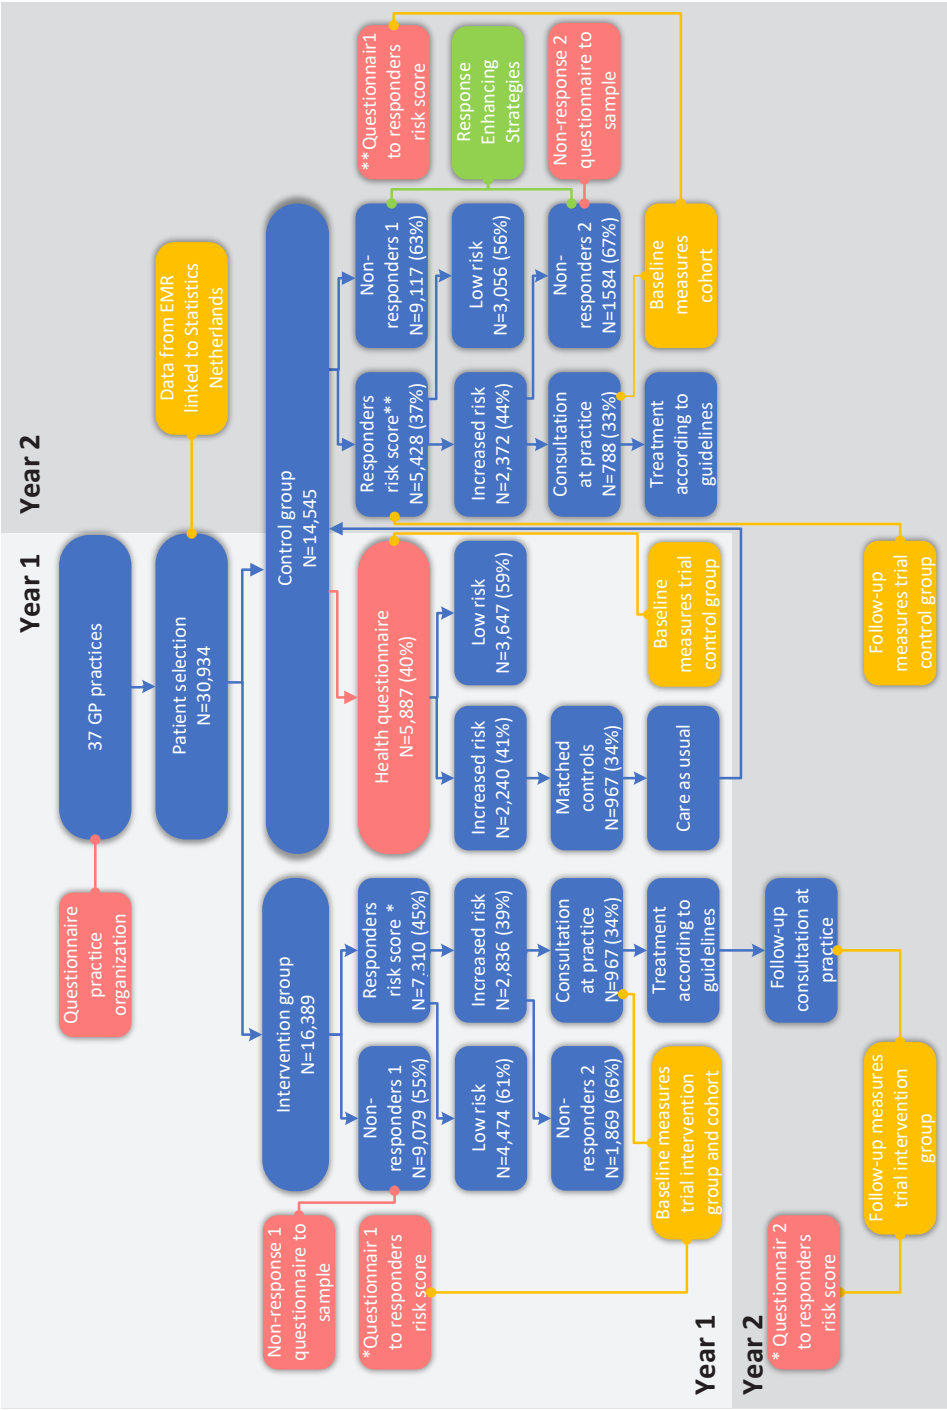 Year 1
Year 2
Questionnaire
practice
organization
37 GP practices
Patient selection
N=30,934
Data from EMR
linked to Statistics
Netherlands
Intervention group
N=16,389
Control group
N=14,545
Non-response 1
questionnaire to
sample
*Questionnair 1
to responders
risk score
Non-
responders 1
N=9,079 (55%)
Responders
risk score *
N=7,310 (45%)
Low risk
N=4,474 (61%)
Increased risk
N=2,836 (39%)
Non-
responders 2
N=1,869 (66%)
Consultation
at practice
N=967 (34%)
Baseline measures
trial intervention
group and cohort
Treatment
according to
guidelines
Health questionnaire
N=5,887 (40%)
Increased risk
N=2,240 (41%)
Low risk
N=3,647 (59%)
Matched
controls
N=967 (34%)
Care as usual
Baseline
measures trial
control group
Responders
risk score**
N=5,428 (37%)
Non-
responders 1
N=9,117 (63%)
**Questionnair1
to responders
risk score
Increased risk
N=2,372 (44%)
Low risk
N=3,056 (56%)
Response
Enhancing
Strategies
Consultation
at practice
N=788 (33%)
Non-
responders 2
N=1584 (67%)
Non-response 2
questionnaire to
sample
Treatment
according to
guidelines
Baseline
measures
cohort
Year 1
Year 2
* Questionnair 2
to responders
risk score
Follow-up
consultation at
practice
Follow-up measures
trial intervention
group
Follow-up
measures trial
control group